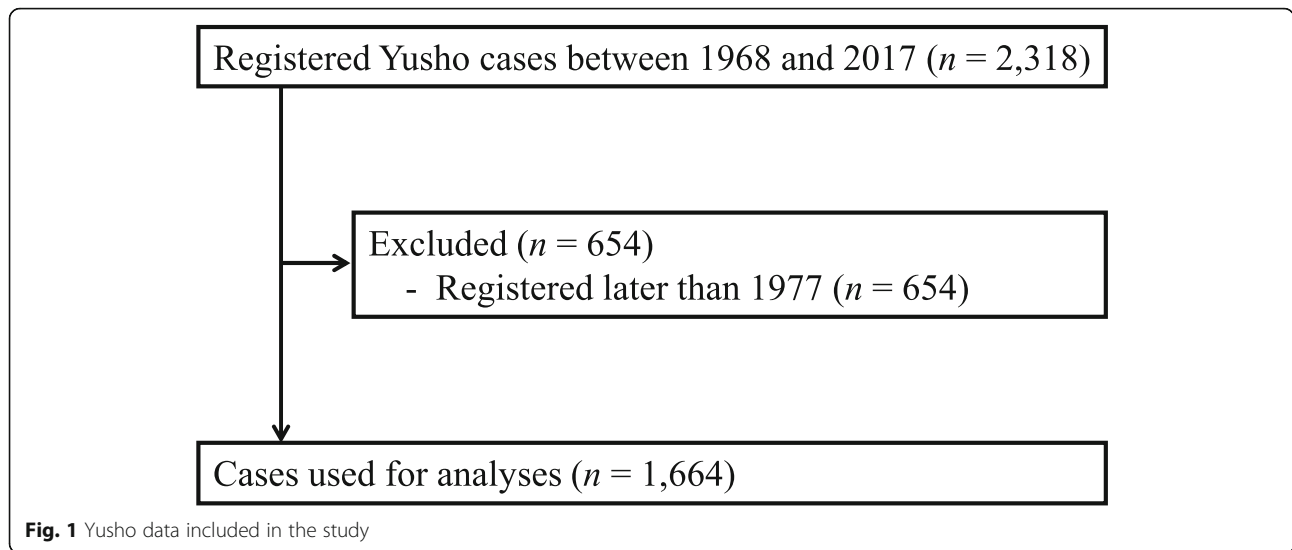 Registered Yusho cases between 1968 and 2017 (n = 2,318)
Excluded (n = 654)
- Registered later than 1977 (n = 654)
Cases used for analyses (n = 1,664)
Fig. 1 Yusho data included in the study